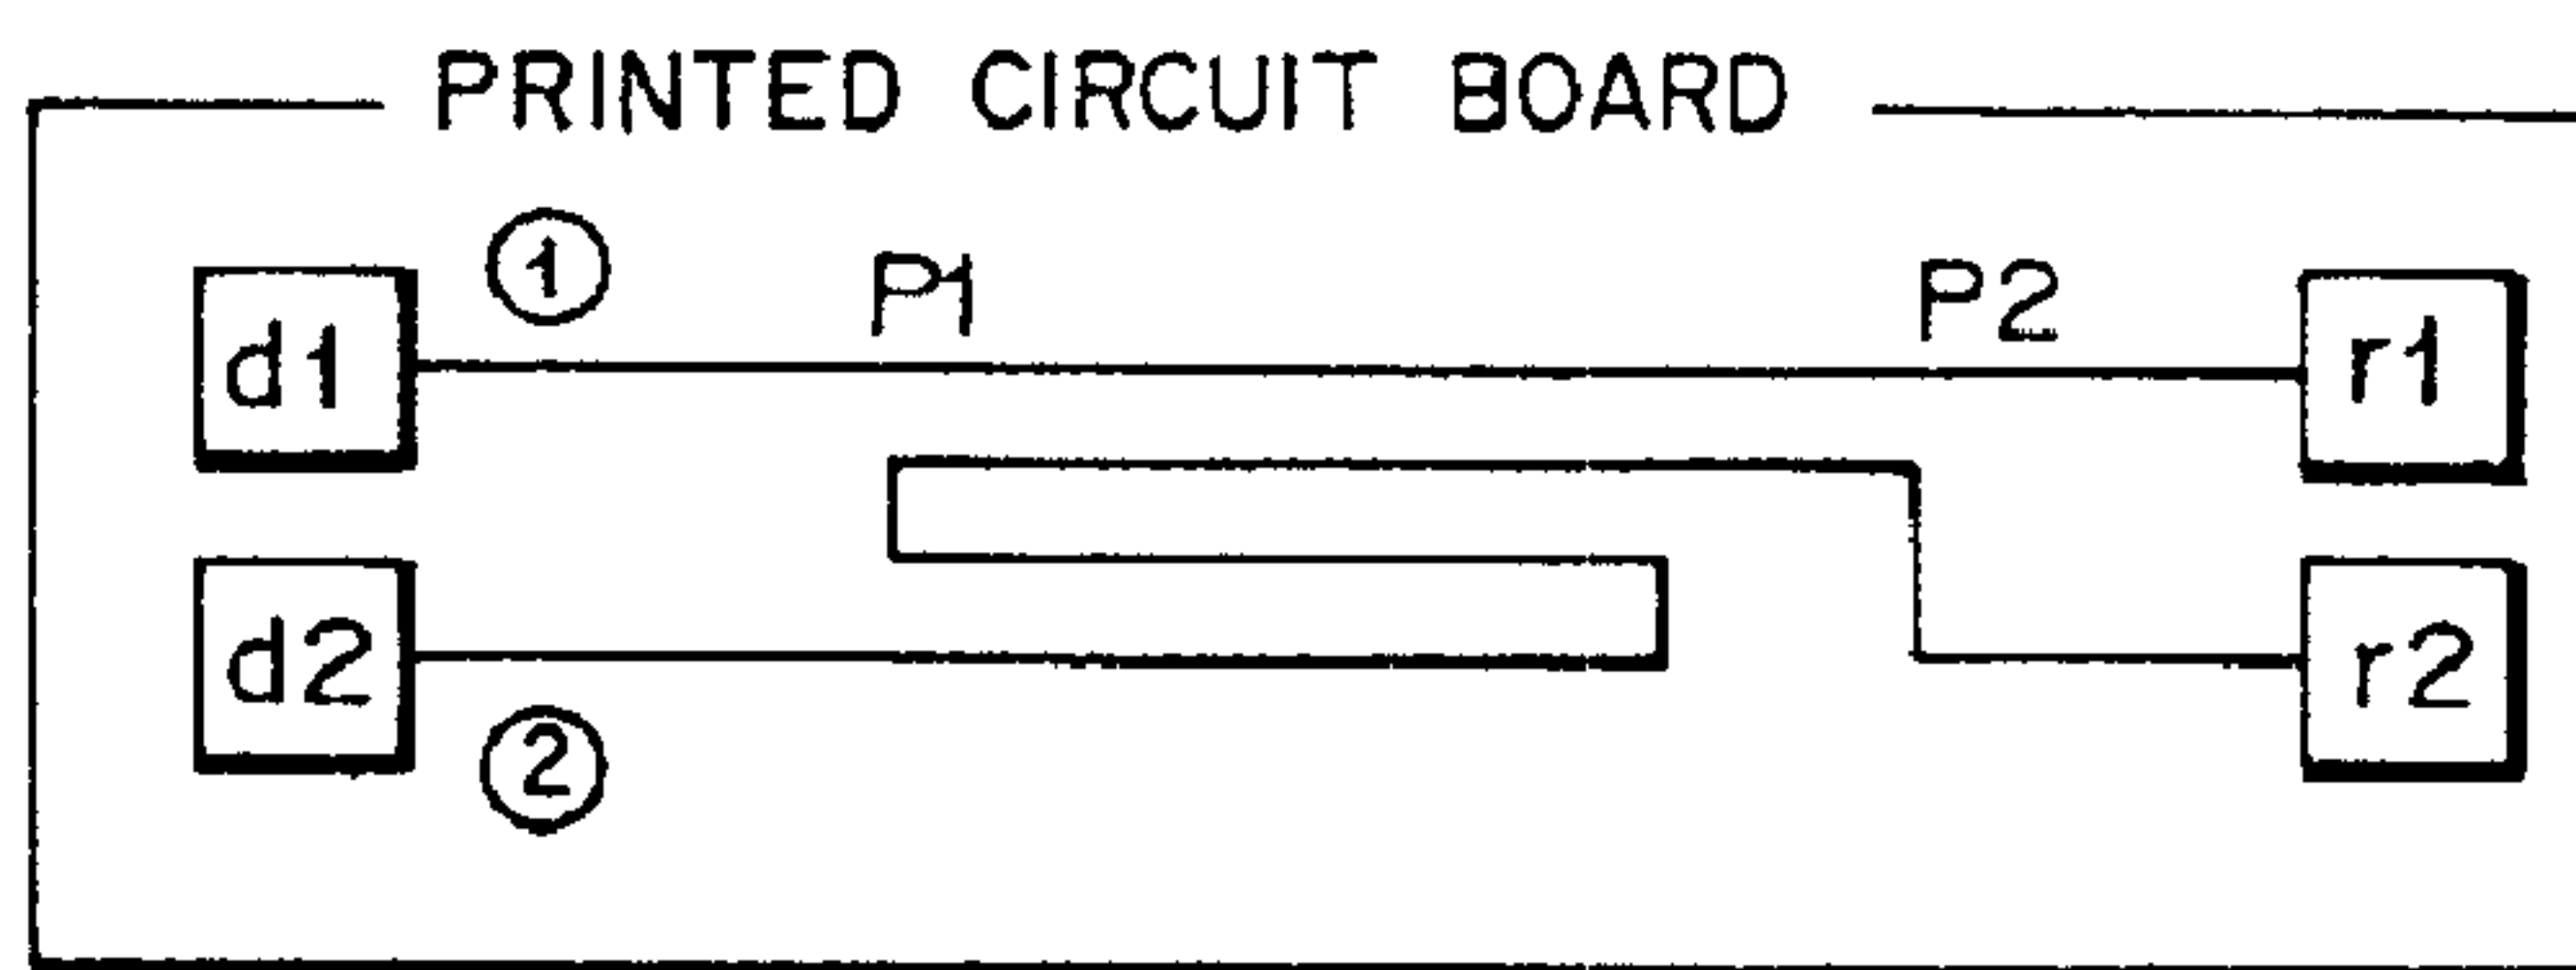 PRINTED CIRCUIT BOARD
1 P1 P2
d1 r1
d2 r2
2